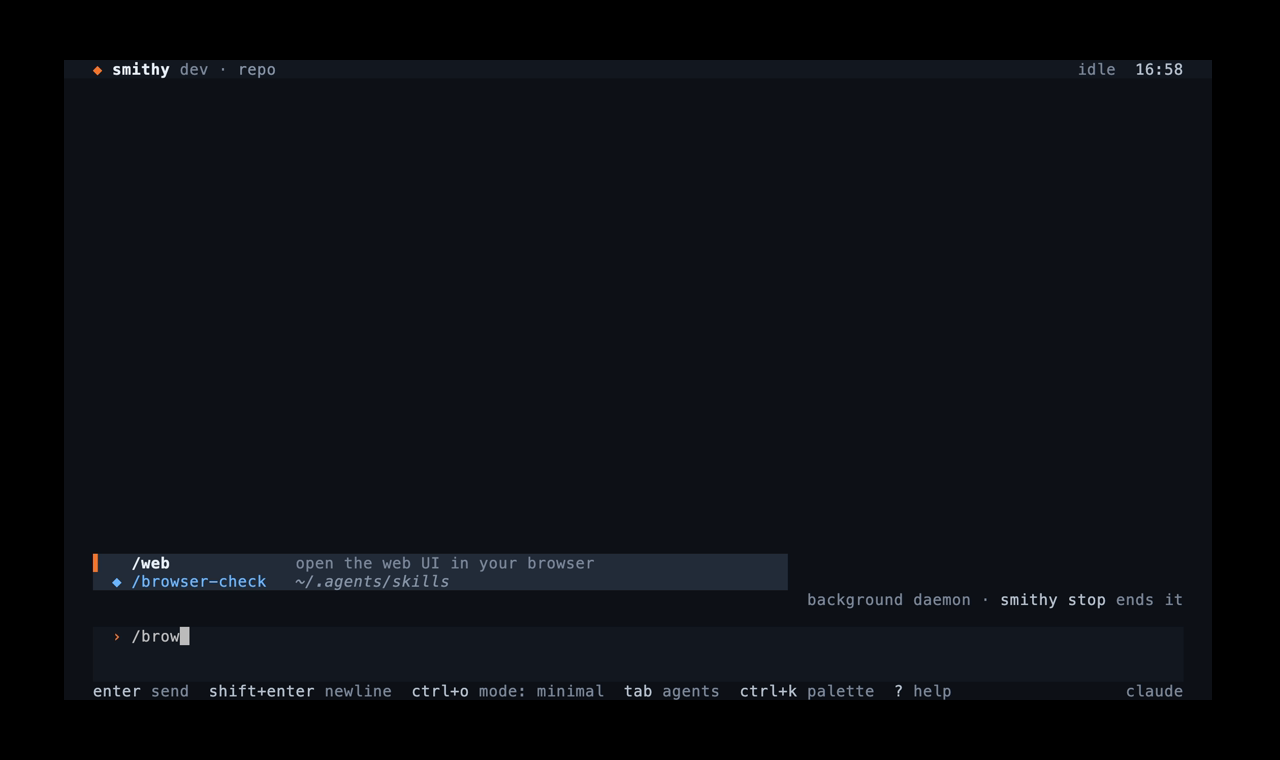 ◆ smithy dev · repo idle 16:58
/web open the web UI in your browser
◆ /browser-check ~/.agents/skills
background daemon · smithy stop ends it
› /brow
enter send shift+enter newline ctrl+o mode: minimal tab agents ctrl+k palette ? help claude